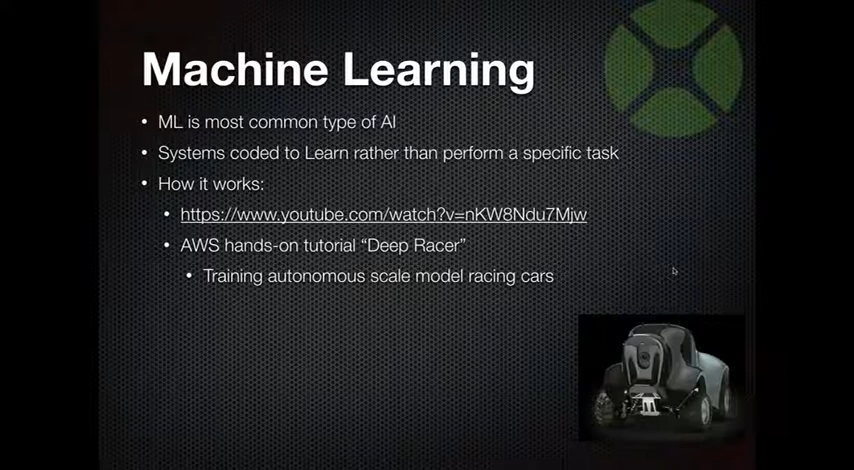 Machine Learning
• ML is most common type of AI
• Systems coded to Learn rather than perform a specific task
• How it works:
• https://www.youtube.com/watch?v=nKW8Ndu7Mjw
• AWS hands-on tutorial “Deep Racer”
• Training autonomous scale model racing cars